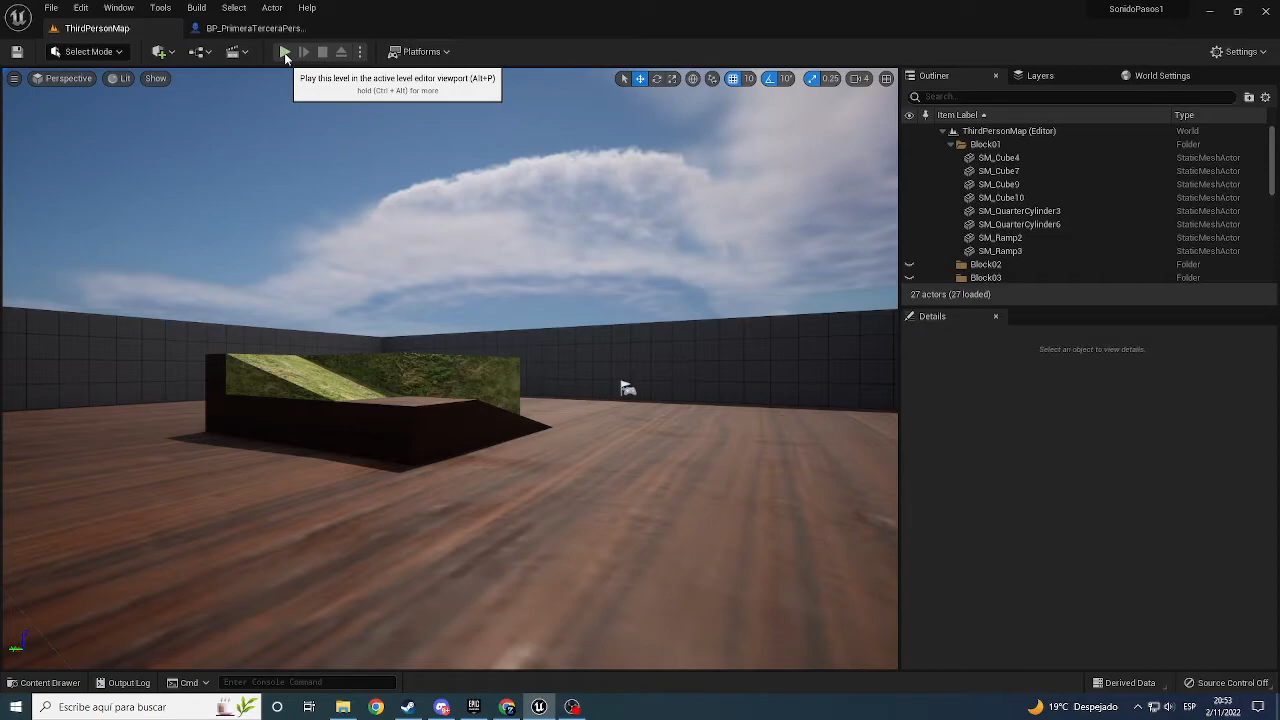 File Edit Window Tools Build Select Actor Help
SonidoPasos1
ThirdPersonMap
BP_PrimeraTerceraPers...
Select Mode
Platforms
Settings
Play this level in the active level editor viewport (Alt+P)
hold (Ctrl + Alt) for more
Perspective Lit Show
10 10° 0.25 4
Outliner
Layers
World Settings
Search...
Item Label Type
ThirdPersonMap (Editor) World
Block01 Folder
SM_Cube4 StaticMeshActor
SM_Cube7 StaticMeshActor
SM_Cube9 StaticMeshActor
SM_Cube10 StaticMeshActor
SM_QuarterCylinder3 StaticMeshActor
SM_QuarterCylinder6 StaticMeshActor
SM_Ramp2 StaticMeshActor
SM_Ramp3 StaticMeshActor
Block02 Folder
Block03 Folder
27 actors (27 loaded)
Details
Select an object to view details.
Content Drawer
Output Log
Cmd
Enter Console Command
Derived Data
Source Control Off
Escribe aquí para buscar
19°C Despejado
ESP
20:53
2/11/2022